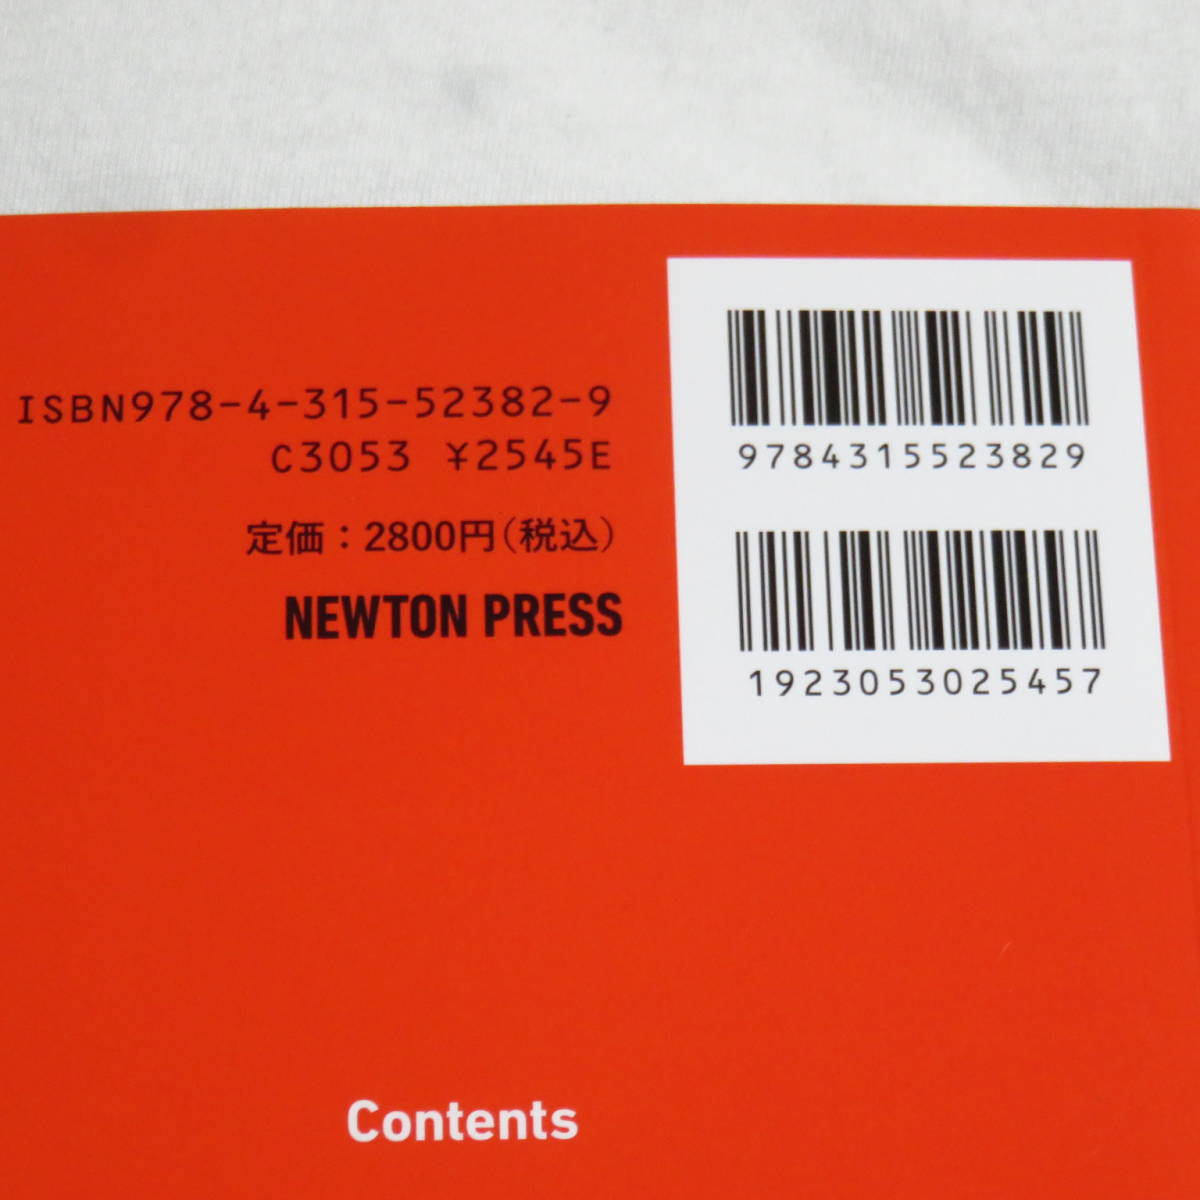 ISBN978-4-315-52382-9
C3053 ¥2545E
定価：2800円（税込）
NEWTON PRESS
9784315523829
1923053025457
Contents